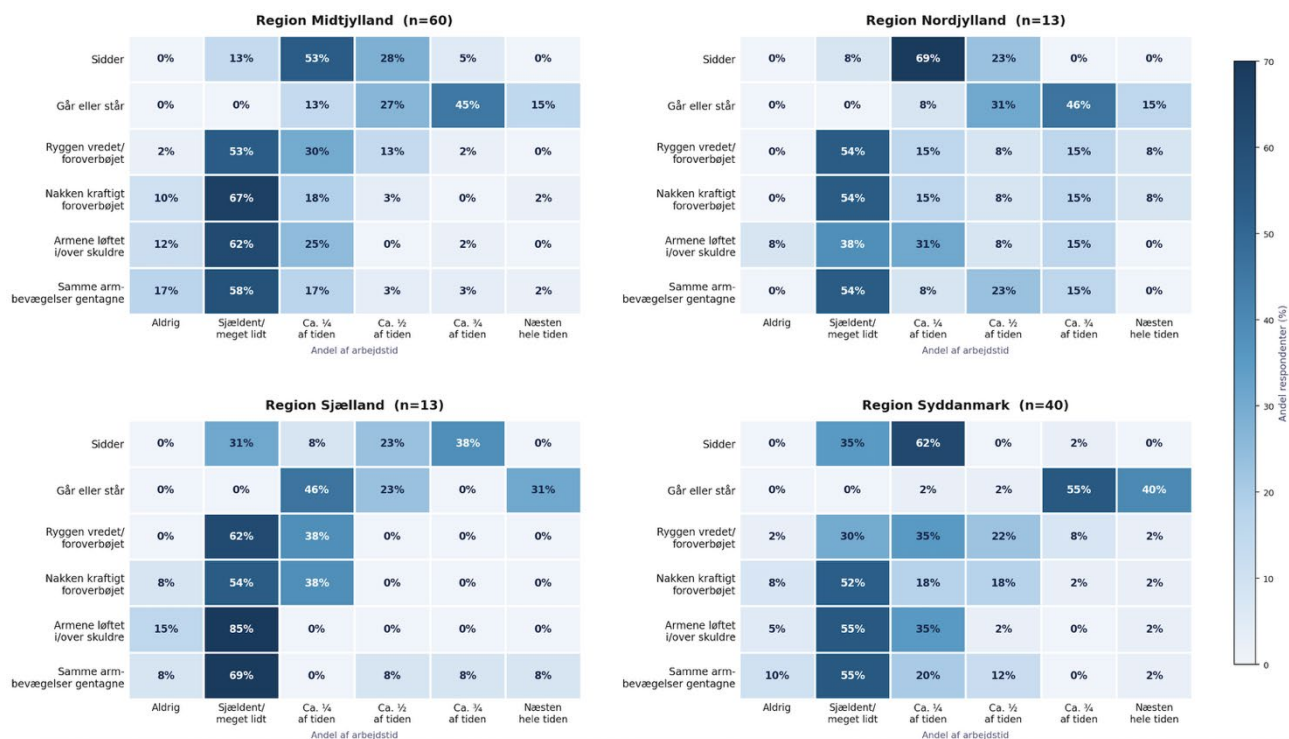 Region Midtjylland (n=60)
Sidder 0% 13% 53% 28% 5% 0%
Går eller står 0% 0% 13% 27% 45% 15%
Ryggen vredet/
foroverbøjet 2% 53% 30% 13% 2% 0%
Nakken kraftigt
foroverbøjet 10% 67% 18% 3% 0% 2%
Armene løftet
i/over skuldre 12% 62% 25% 0% 2% 0%
Samme arm-
bevægelser gentagne 17% 58% 17% 3% 3% 2%
Aldrig Sjældent/ Ca. ¼ Ca. ½ Ca. ¾ Næsten
meget lidt af tiden af tiden af tiden hele tiden
Andel af arbejdstid
Region Nordjylland (n=13)
Sidder 0% 8% 69% 23% 0% 0%
Går eller står 0% 0% 8% 31% 46% 15%
Ryggen vredet/
foroverbøjet 0% 54% 15% 8% 15% 8%
Nakken kraftigt
foroverbøjet 0% 54% 15% 8% 15% 8%
Armene løftet
i/over skuldre 8% 38% 31% 8% 15% 0%
Samme arm-
bevægelser gentagne 0% 54% 8% 23% 15% 0%
Aldrig Sjældent/ Ca. ¼ Ca. ½ Ca. ¾ Næsten
meget lidt af tiden af tiden af tiden hele tiden
Andel af arbejdstid
Region Sjælland (n=13)
Sidder 0% 31% 8% 23% 38% 0%
Går eller står 0% 0% 46% 23% 0% 31%
Ryggen vredet/
foroverbøjet 0% 62% 38% 0% 0% 0%
Nakken kraftigt
foroverbøjet 8% 54% 38% 0% 0% 0%
Armene løftet
i/over skuldre 15% 85% 0% 0% 0% 0%
Samme arm-
bevægelser gentagne 8% 69% 0% 8% 8% 8%
Aldrig Sjældent/ Ca. ¼ Ca. ½ Ca. ¾ Næsten
meget lidt af tiden af tiden af tiden hele tiden
Andel af arbejdstid
Region Syddanmark (n=40)
Sidder 0% 35% 62% 0% 2% 0%
Går eller står 0% 0% 2% 2% 55% 40%
Ryggen vredet/
foroverbøjet 2% 30% 35% 22% 8% 2%
Nakken kraftigt
foroverbøjet 8% 52% 18% 18% 2% 2%
Armene løftet
i/over skuldre 5% 55% 35% 2% 0% 2%
Samme arm-
bevægelser gentagne 10% 55% 20% 12% 0% 2%
Aldrig Sjældent/ Ca. ¼ Ca. ½ Ca. ¾ Næsten
meget lidt af tiden af tiden af tiden hele tiden
Andel af arbejdstid
70
60
50
40
30
20
10
0
Andel respondenter (%)